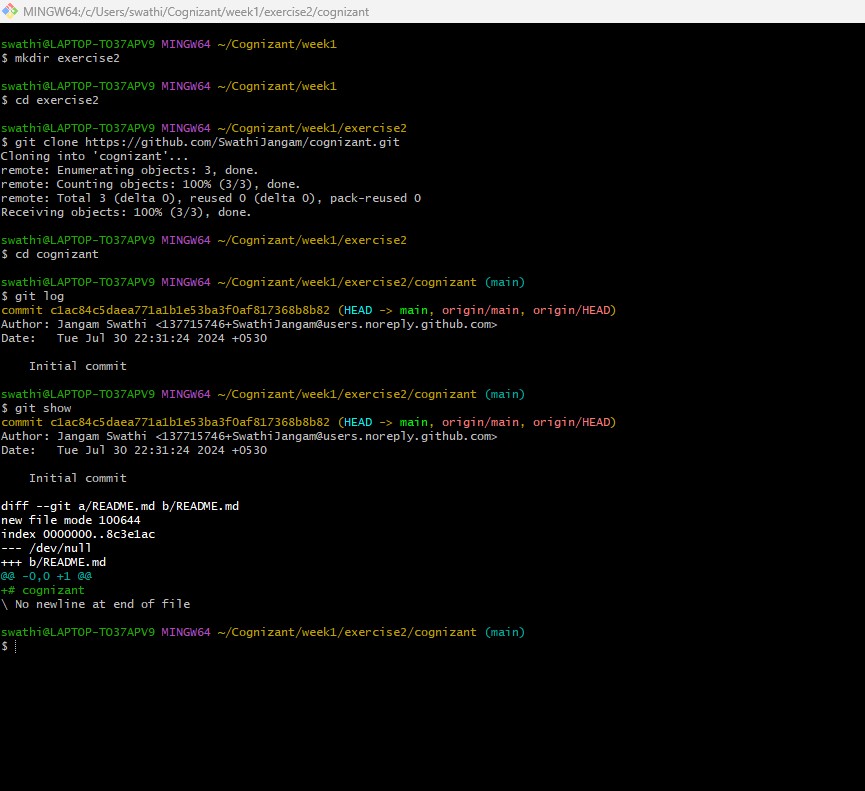 MINGW64:/c/Users/swathi/Cognizant/week1/exercise2/cognizant
swathi@LAPTOP-TO37APV9 MINGW64 ~/Cognizant/week1
$ mkdir exercise2
swathi@LAPTOP-TO37APV9 MINGW64 ~/Cognizant/week1
$ cd exercise2
swathi@LAPTOP-TO37APV9 MINGW64 ~/Cognizant/week1/exercise2
$ git clone https://github.com/SwathiJangam/cognizant.git
Cloning into 'cognizant'...
remote: Enumerating objects: 3, done.
remote: Counting objects: 100% (3/3), done.
remote: Total 3 (delta 0), reused 0 (delta 0), pack-reused 0
Receiving objects: 100% (3/3), done.
swathi@LAPTOP-TO37APV9 MINGW64 ~/Cognizant/week1/exercise2
$ cd cognizant
swathi@LAPTOP-TO37APV9 MINGW64 ~/Cognizant/week1/exercise2/cognizant (main)
$ git log
commit c1ac84c5daea771a1b1e53ba3f0af817368b8b82 (HEAD -> main, origin/main, origin/HEAD)
Author: Jangam Swathi <137715746+SwathiJangam@users.noreply.github.com>
Date:   Tue Jul 30 22:31:24 2024 +0530
Initial commit
swathi@LAPTOP-TO37APV9 MINGW64 ~/Cognizant/week1/exercise2/cognizant (main)
$ git show
commit c1ac84c5daea771a1b1e53ba3f0af817368b8b82 (HEAD -> main, origin/main, origin/HEAD)
Author: Jangam Swathi <137715746+SwathiJangam@users.noreply.github.com>
Date:   Tue Jul 30 22:31:24 2024 +0530
Initial commit
diff --git a/README.md b/README.md
new file mode 100644
index 0000000..8c3e1ac
--- /dev/null
+++ b/README.md
@@ -0,0 +1 @@
+# cognizant
\ No newline at end of file
swathi@LAPTOP-TO37APV9 MINGW64 ~/Cognizant/week1/exercise2/cognizant (main)
$